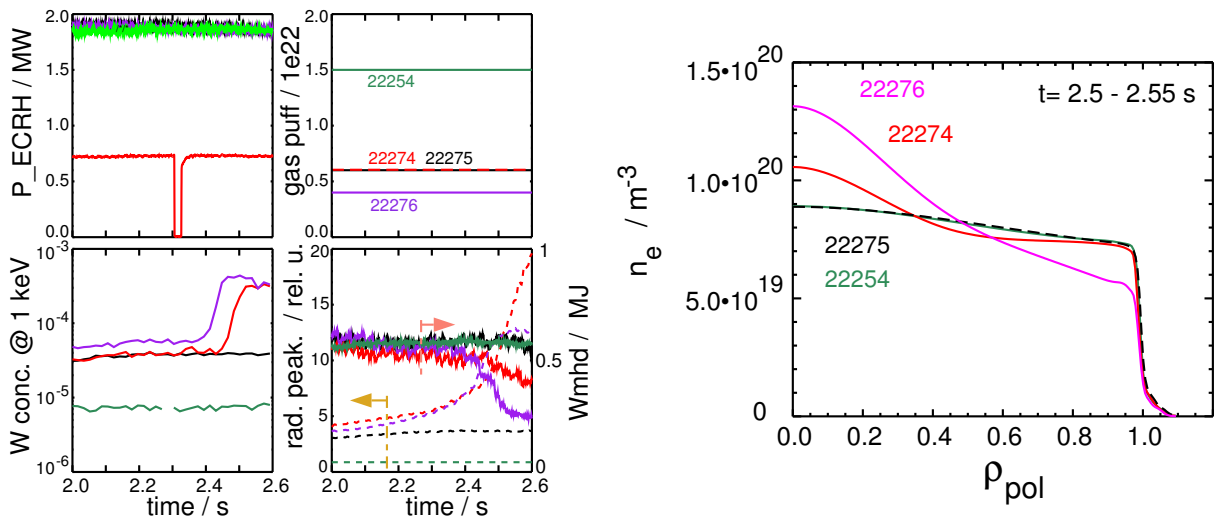 P_ECRH / MW
2.0
1.5
1.0
0.5
0.0
gas puff / 1e22
2.0
1.5
1.0
0.5
0.0
22254
22274 22275
22276
W conc. @ 1 keV
10-3
10-4
10-5
10-6
2.0 2.2 2.4 2.6
time / s
rad. peak. / rel. u.
20
15
10
5
0
1
0.5
0
Wmhd / MJ
2.0 2.2 2.4 2.6
time / s
ne / m-3
1.5•10 20
1.0•10 20
5.0•10 19
0
22276
t= 2.5 - 2.55 s
22274
22275
22254
0.0 0.2 0.4 0.6 0.8 1.0
ρpol